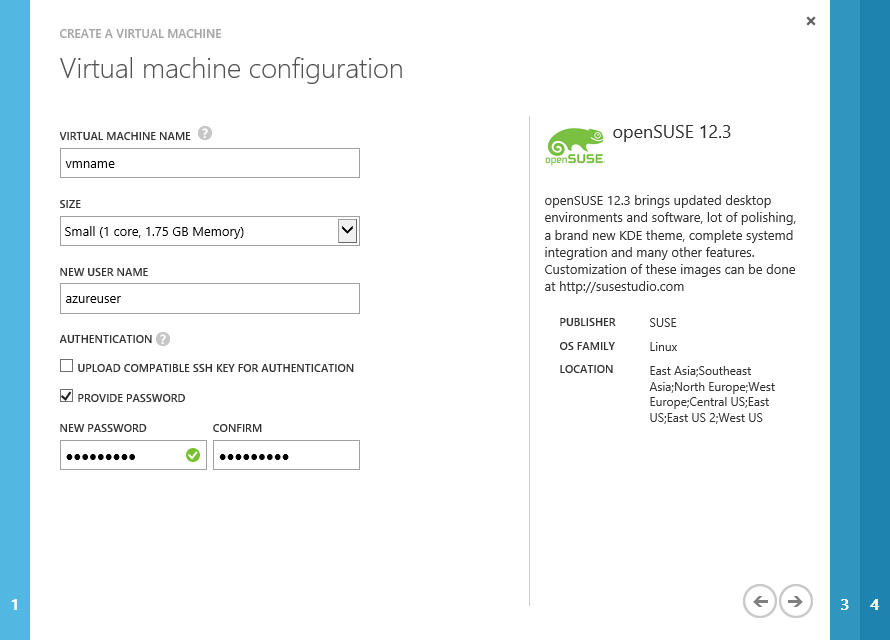 CREATE A VIRTUAL MACHINE
Virtual machine configuration
VIRTUAL MACHINE NAME ?
vmname
SIZE
Small (1 core, 1.75 GB Memory)
NEW USER NAME
azureuser
AUTHENTICATION ?
UPLOAD COMPATIBLE SSH KEY FOR AUTHENTICATION
PROVIDE PASSWORD
NEW PASSWORD CONFIRM
●●●●●●●●● ●●●●●●●●●
openSUSE
openSUSE 12.3
openSUSE 12.3 brings updated desktop
environments and software, lot of polishing,
a brand new KDE theme, complete systemd
integration and many other features.
Customization of these images can be done
at http://susestudio.com
PUBLISHER SUSE
OS FAMILY Linux
LOCATION East Asia;Southeast
Asia;North Europe;West
Europe;Central US;East
US;East US 2;West US
1
3 4